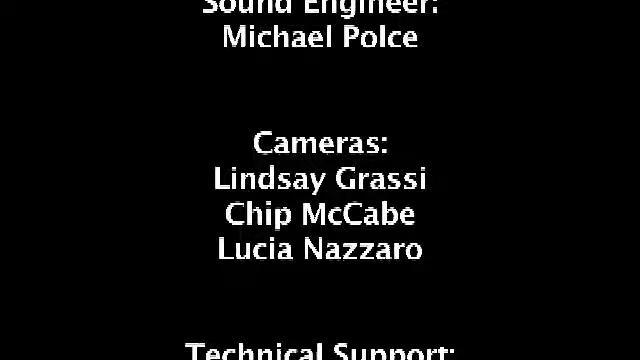 Sound Engineer:
Michael Polce
Cameras:
Lindsay Grassi
Chip McCabe
Lucia Nazzaro
Technical Support: